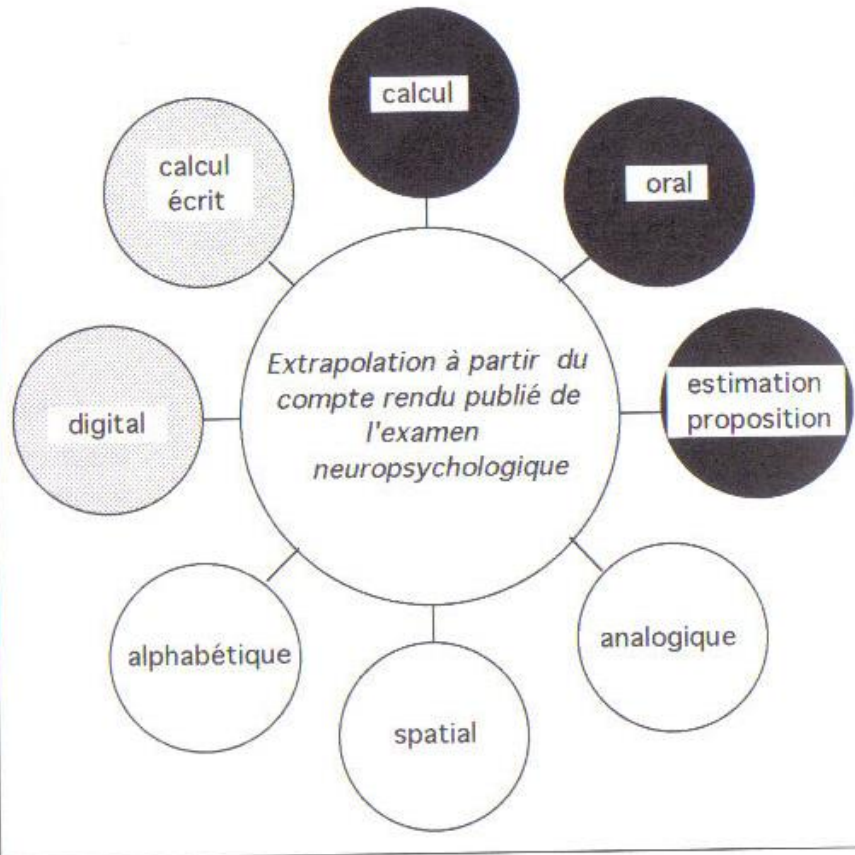 calcul
calcul
écrit
oral
Extrapolation à partir du
compte rendu publié de
l'examen
neuropsychologique
estimation
proposition
digital
alphabétique
analogique
spatial